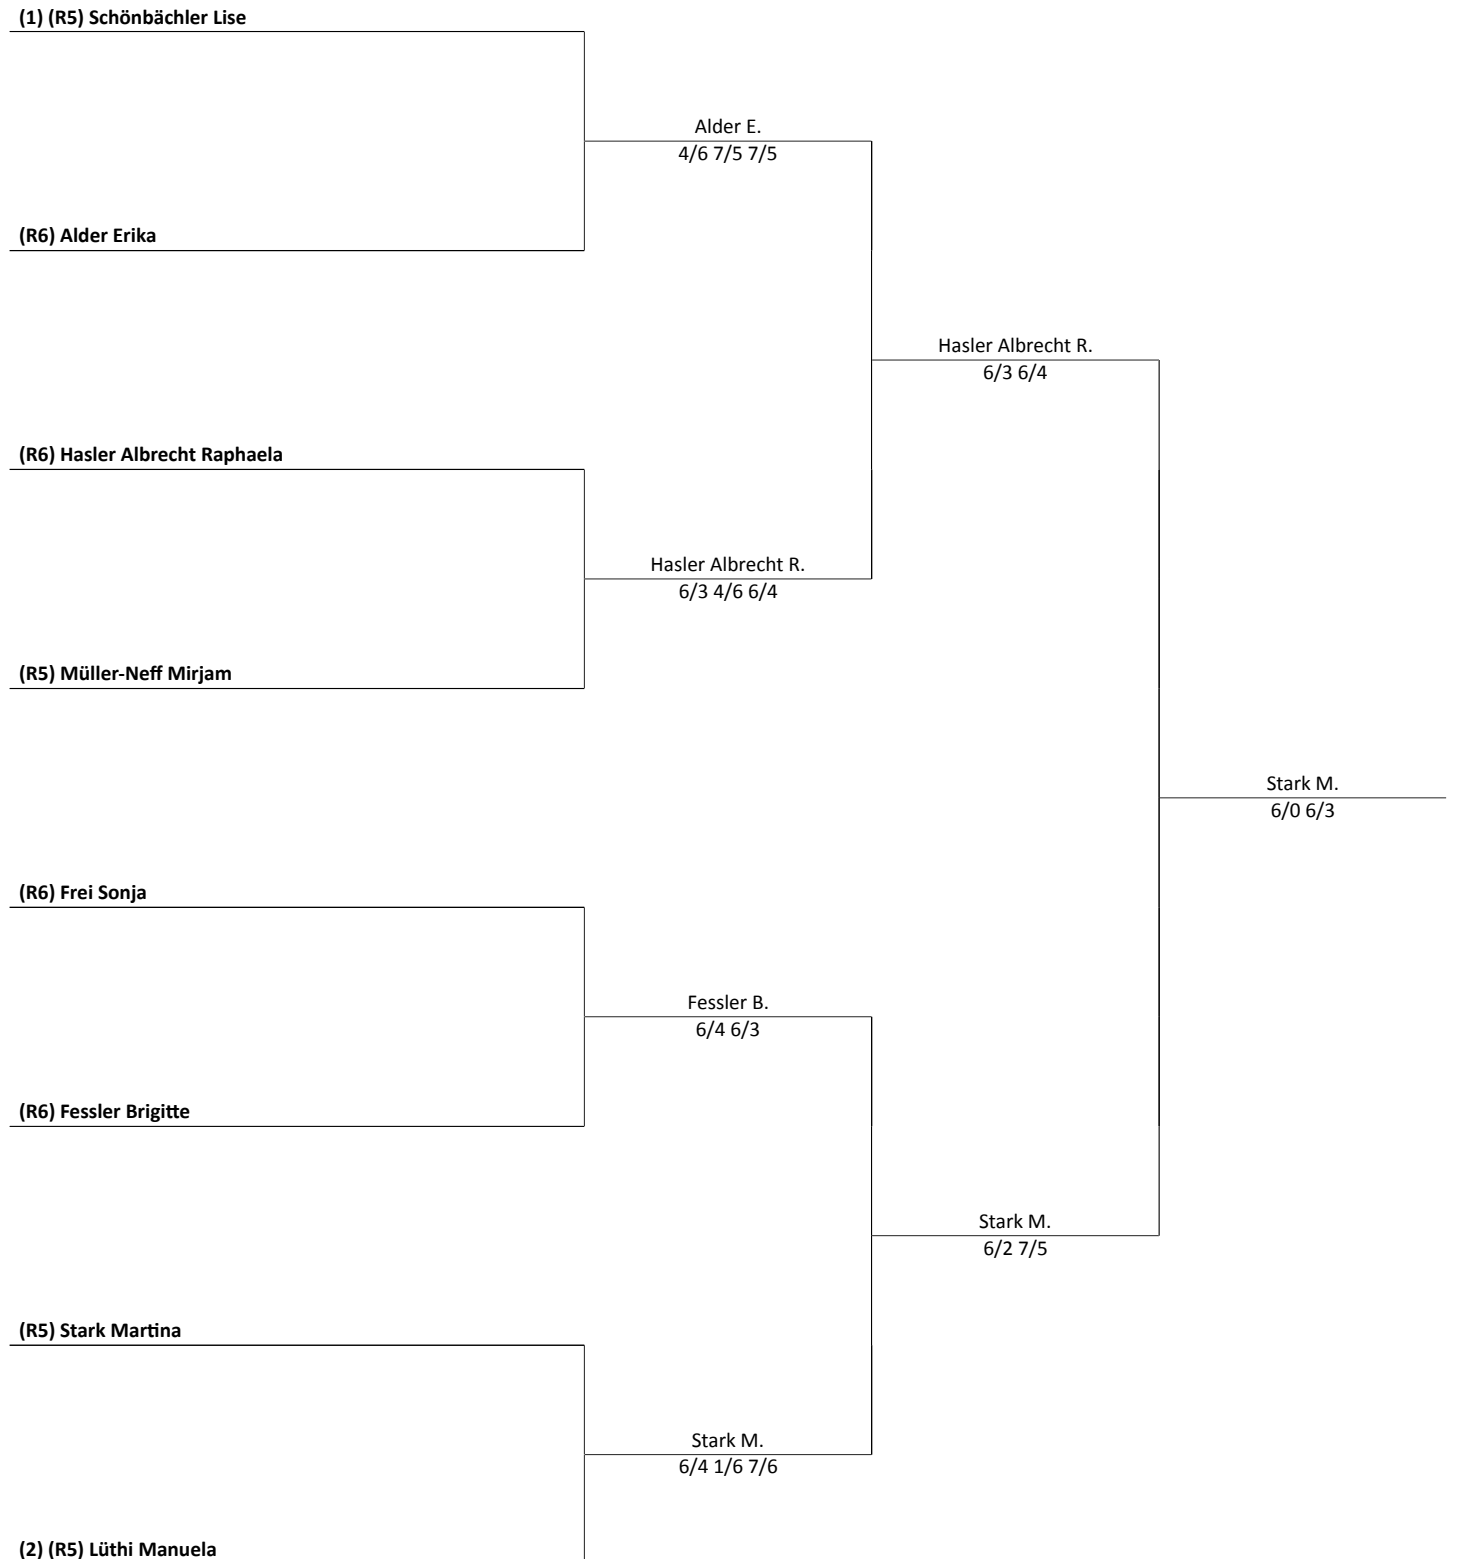 (1) (R5) Schönbächler Lise
Alder E.
4/6 7/5 7/5
(R6) Alder Erika
Hasler Albrecht R.
6/3 6/4
(R6) Hasler Albrecht Raphaela
Hasler Albrecht R.
6/3 4/6 6/4
(R5) Müller-Neff Mirjam
Stark M.
6/0 6/3
(R6) Frei Sonja
Fessler B.
6/4 6/3
(R6) Fessler Brigitte
Stark M.
6/2 7/5
(R5) Stark Martina
Stark M.
6/4 1/6 7/6
(2) (R5) Lüthi Manuela